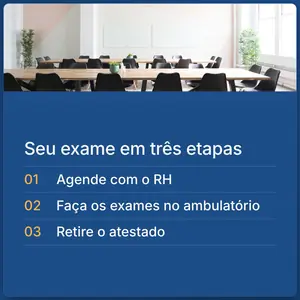 Seu exame em três etapas
01 Agende com o RH
02 Faça os exames no ambulatório
03 Retire o atestado